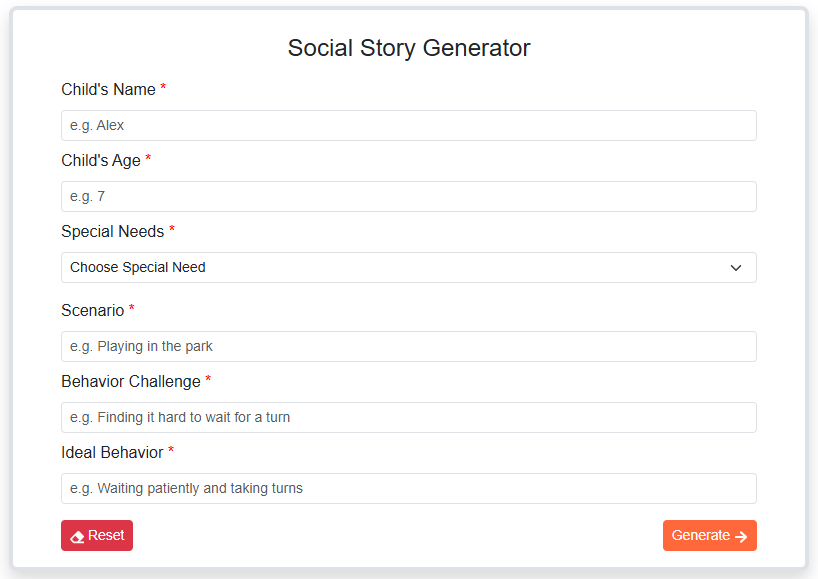 Social Story Generator
Child's Name *
e.g. Alex
Child's Age *
e.g. 7
Special Needs *
Choose Special Need
Scenario *
e.g. Playing in the park
Behavior Challenge *
e.g. Finding it hard to wait for a turn
Ideal Behavior *
e.g. Waiting patiently and taking turns
Reset Generate